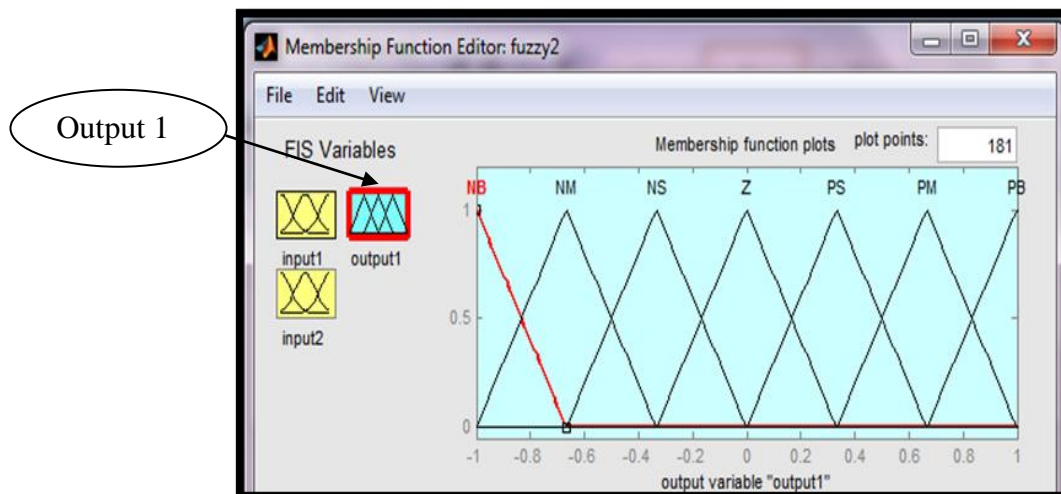 Membership Function Editor: fuzzy2
File Edit View
Output 1
FIS Variables
Membership function plots plot points: 181
NB NM NS Z PS PM PB
1
input1 output1
0.5
input2
0
-1 -0.8 -0.6 -0.4 -0.2 0 0.2 0.4 0.6 0.8 1
output variable "output1"